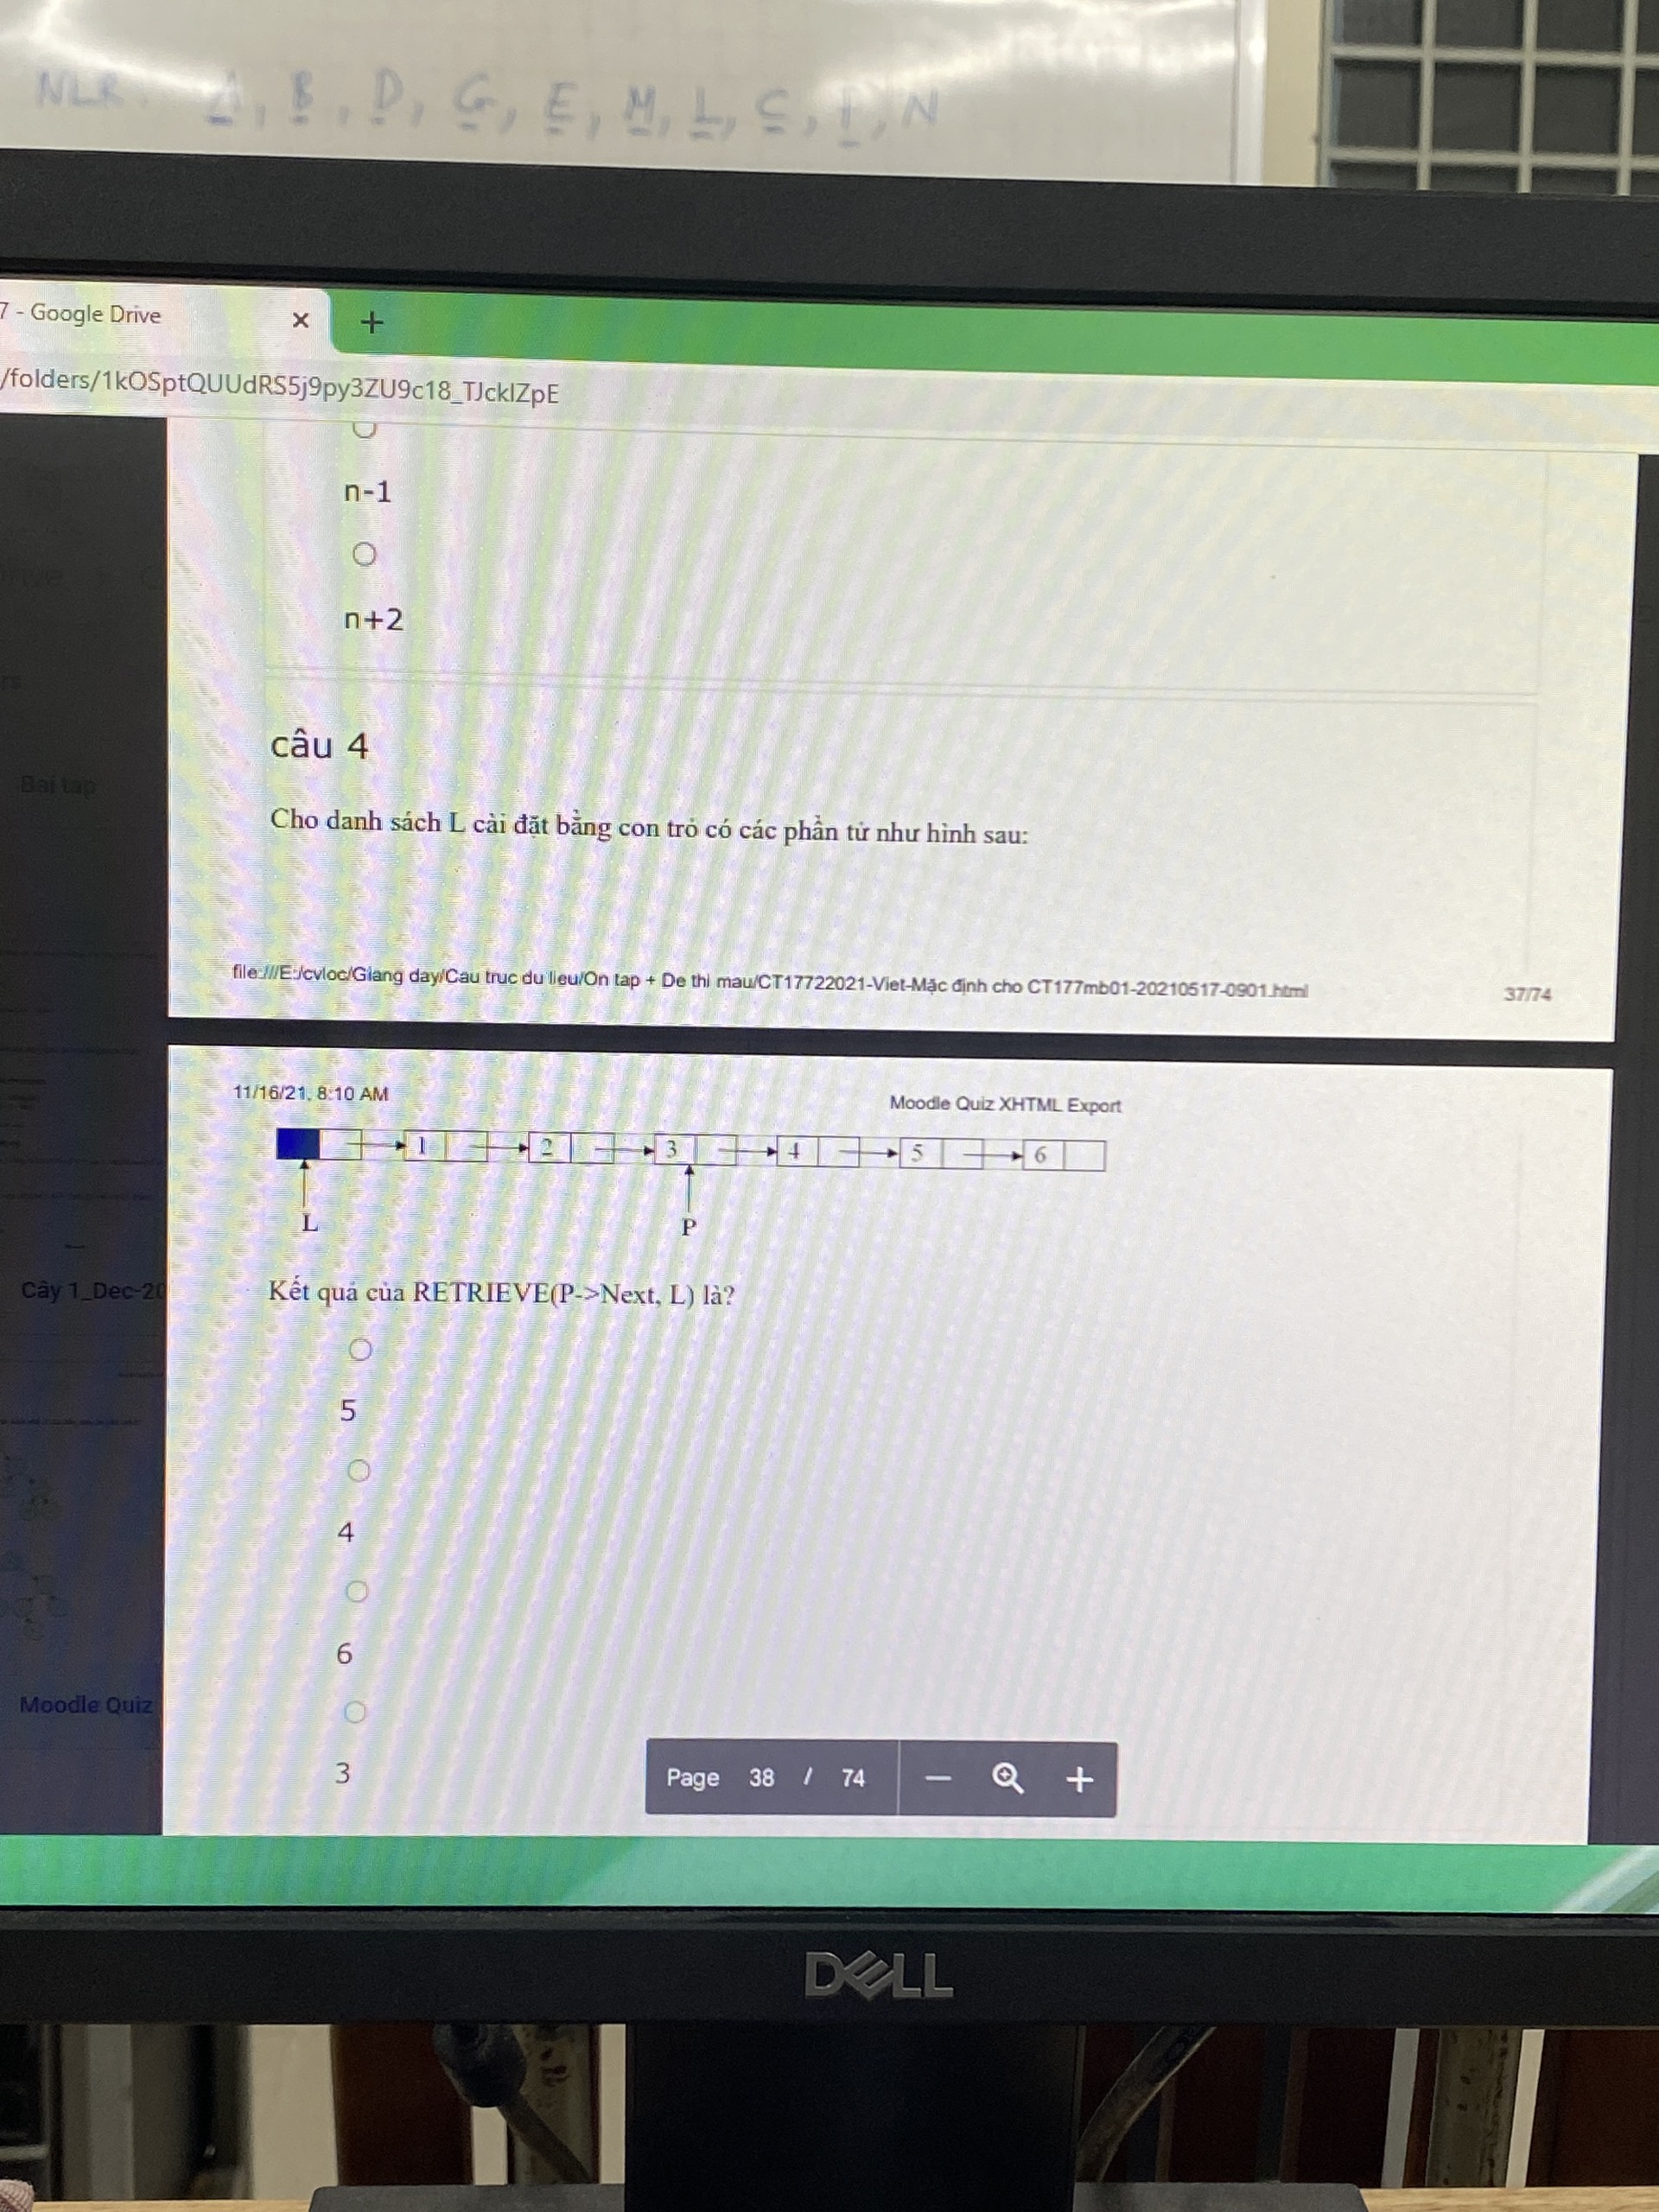 NLR. A, B, D, G, E, M, L, C, I, N
7 - Google Drive × +
/folders/1kOSptQUUdRS5j9py3ZU9c18_TJcklZpE
n-1
n+2
câu 4
Bai tap
Cho danh sách L cài đặt bằng con trỏ có các phần tử như hình sau:
file:///E:/cvloc/Giang day/Cau truc du lieu/On tap + De thi mau/CT17722021-Viet-Mặc định cho CT177mb01-20210517-0901.html 37/74
11/16/21, 8:10 AM Moodle Quiz XHTML Export
1 2 3 4 5 6
L P
Cây 1_Dec-20
Kết quả của RETRIEVE(P->Next, L) là?
5
4
6
Moodle Quiz
3
Page 38 / 74 — +
DELL